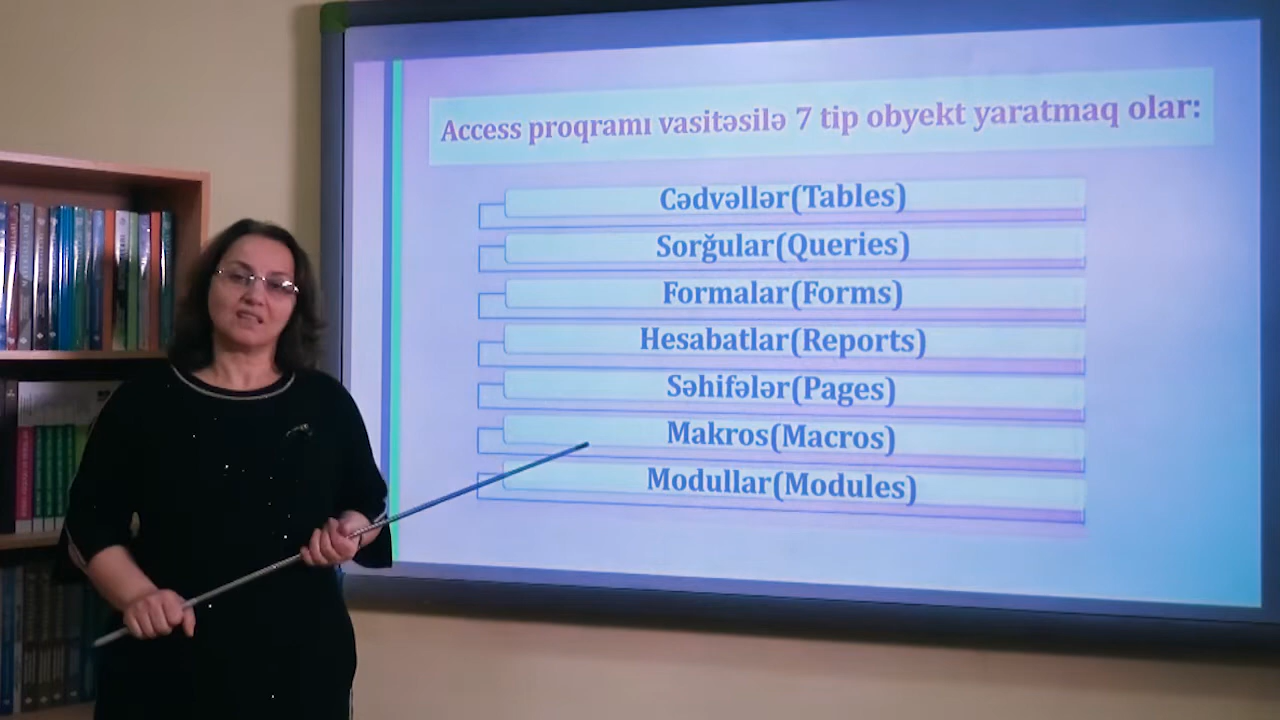 Access proqramı vasitəsilə 7 tip obyekt yaratmaq olar:
Cədvəllər(Tables)
Sorğular(Queries)
Formalar(Forms)
Hesabatlar(Reports)
Səhifələr(Pages)
Makros(Macros)
Modullar(Modules)